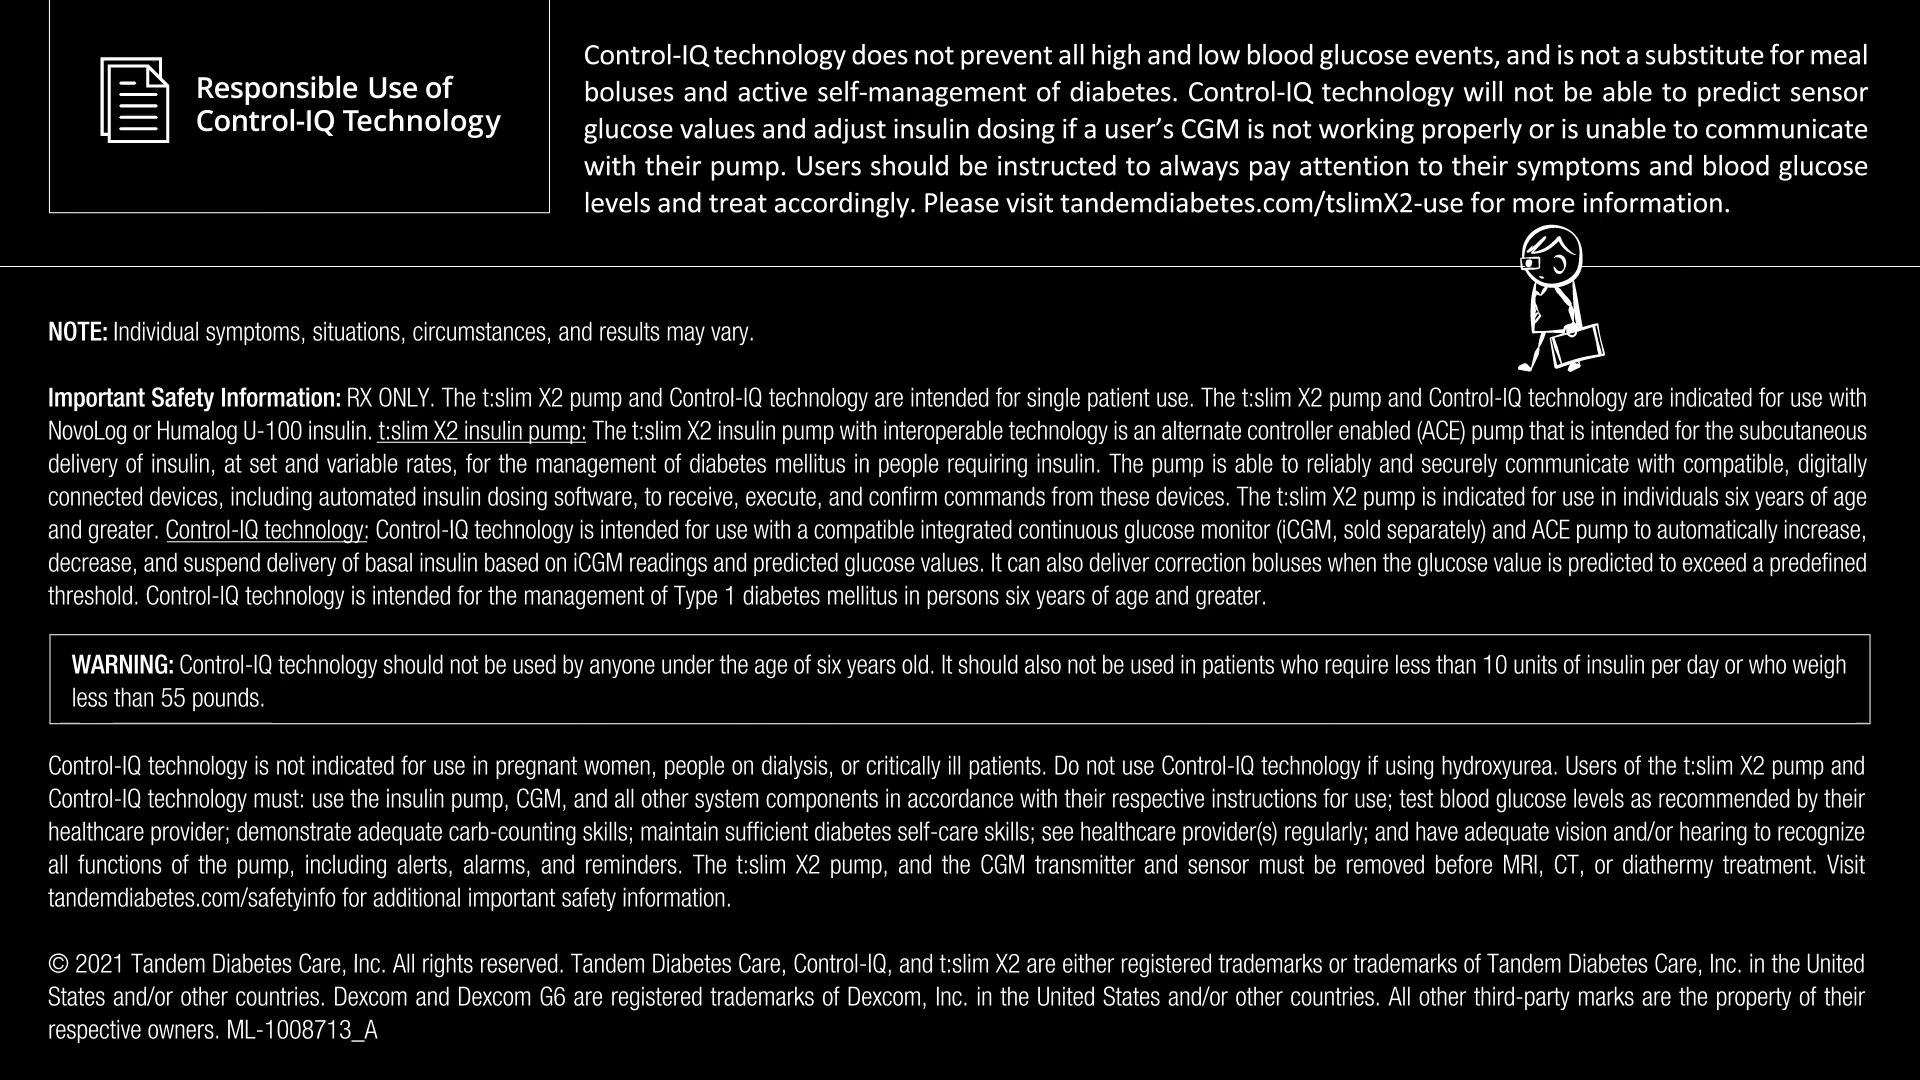 Responsible Use of
Control-IQ Technology
Control-IQ technology does not prevent all high and low blood glucose events, and is not a substitute for meal
boluses and active self-management of diabetes. Control-IQ technology will not be able to predict sensor
glucose values and adjust insulin dosing if a user’s CGM is not working properly or is unable to communicate
with their pump. Users should be instructed to always pay attention to their symptoms and blood glucose
levels and treat accordingly. Please visit tandemdiabetes.com/tslimX2-use for more information.
NOTE: Individual symptoms, situations, circumstances, and results may vary.
Important Safety Information: RX ONLY. The t:slim X2 pump and Control-IQ technology are intended for single patient use. The t:slim X2 pump and Control-IQ technology are indicated for use with
NovoLog or Humalog U-100 insulin. t:slim X2 insulin pump: The t:slim X2 insulin pump with interoperable technology is an alternate controller enabled (ACE) pump that is intended for the subcutaneous
delivery of insulin, at set and variable rates, for the management of diabetes mellitus in people requiring insulin. The pump is able to reliably and securely communicate with compatible, digitally
connected devices, including automated insulin dosing software, to receive, execute, and confirm commands from these devices. The t:slim X2 pump is indicated for use in individuals six years of age
and greater. Control-IQ technology: Control-IQ technology is intended for use with a compatible integrated continuous glucose monitor (iCGM, sold separately) and ACE pump to automatically increase,
decrease, and suspend delivery of basal insulin based on iCGM readings and predicted glucose values. It can also deliver correction boluses when the glucose value is predicted to exceed a predefined
threshold. Control-IQ technology is intended for the management of Type 1 diabetes mellitus in persons six years of age and greater.
WARNING: Control-IQ technology should not be used by anyone under the age of six years old. It should also not be used in patients who require less than 10 units of insulin per day or who weigh
less than 55 pounds.
Control-IQ technology is not indicated for use in pregnant women, people on dialysis, or critically ill patients. Do not use Control-IQ technology if using hydroxyurea. Users of the t:slim X2 pump and
Control-IQ technology must: use the insulin pump, CGM, and all other system components in accordance with their respective instructions for use; test blood glucose levels as recommended by their
healthcare provider; demonstrate adequate carb-counting skills; maintain sufficient diabetes self-care skills; see healthcare provider(s) regularly; and have adequate vision and/or hearing to recognize
all functions of the pump, including alerts, alarms, and reminders. The t:slim X2 pump, and the CGM transmitter and sensor must be removed before MRI, CT, or diathermy treatment. Visit
tandemdiabetes.com/safetyinfo for additional important safety information.
© 2021 Tandem Diabetes Care, Inc. All rights reserved. Tandem Diabetes Care, Control-IQ, and t:slim X2 are either registered trademarks or trademarks of Tandem Diabetes Care, Inc. in the United
States and/or other countries. Dexcom and Dexcom G6 are registered trademarks of Dexcom, Inc. in the United States and/or other countries. All other third-party marks are the property of their
respective owners. ML-1008713_A